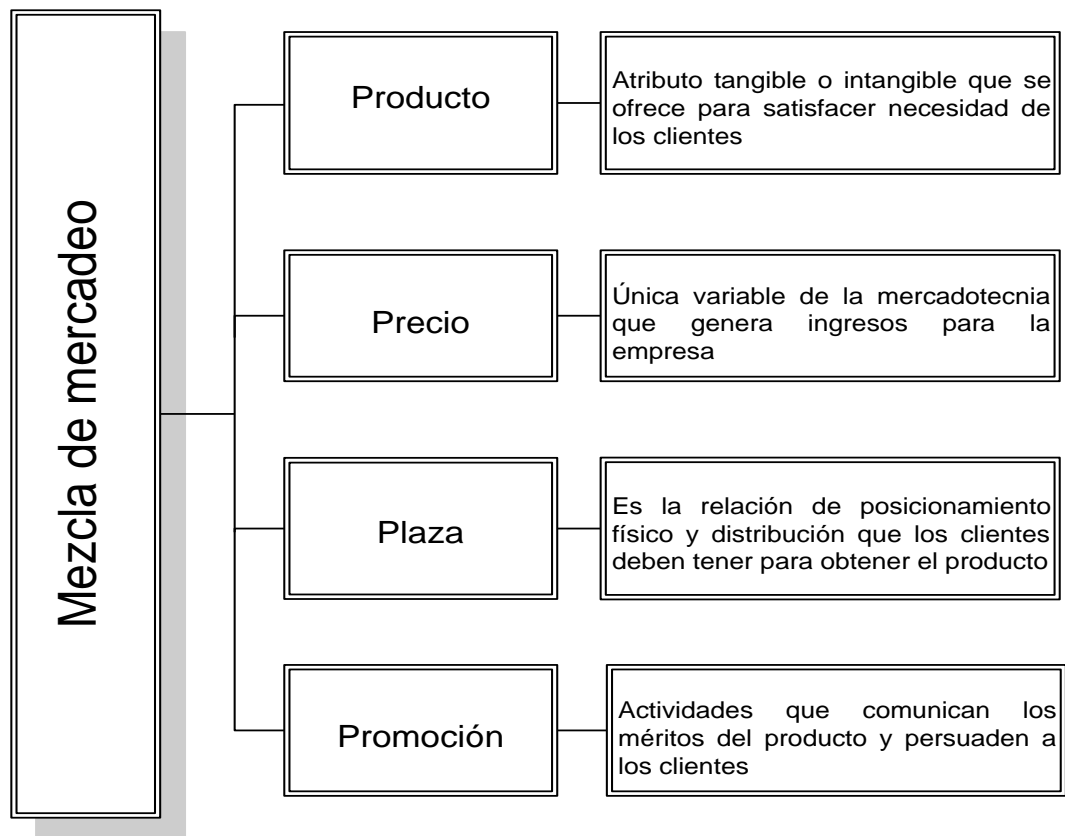 Mezcla de mercadeo
Producto
Atributo tangible o intangible que se
ofrece para satisfacer necesidad de
los clientes
Precio
Única variable de la mercadotecnia
que genera ingresos para la
empresa
Plaza
Es la relación de posicionamiento
físico y distribución que los clientes
deben tener para obtener el producto
Promoción
Actividades que comunican los
méritos del producto y persuaden a
los clientes